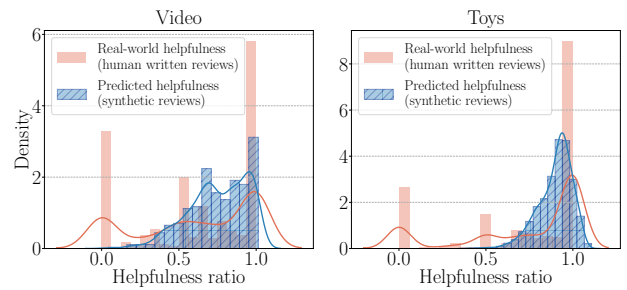 Video
Real-world helpfulness
(human written reviews)
Predicted helpfulness
(synthetic reviews)
Density
6
4
2
0
0.0 0.5 1.0
Helpfulness ratio
Toys
Real-world helpfulness
(human written reviews)
Predicted helpfulness
(synthetic reviews)
8
6
4
2
0
0.0 0.5 1.0
Helpfulness ratio